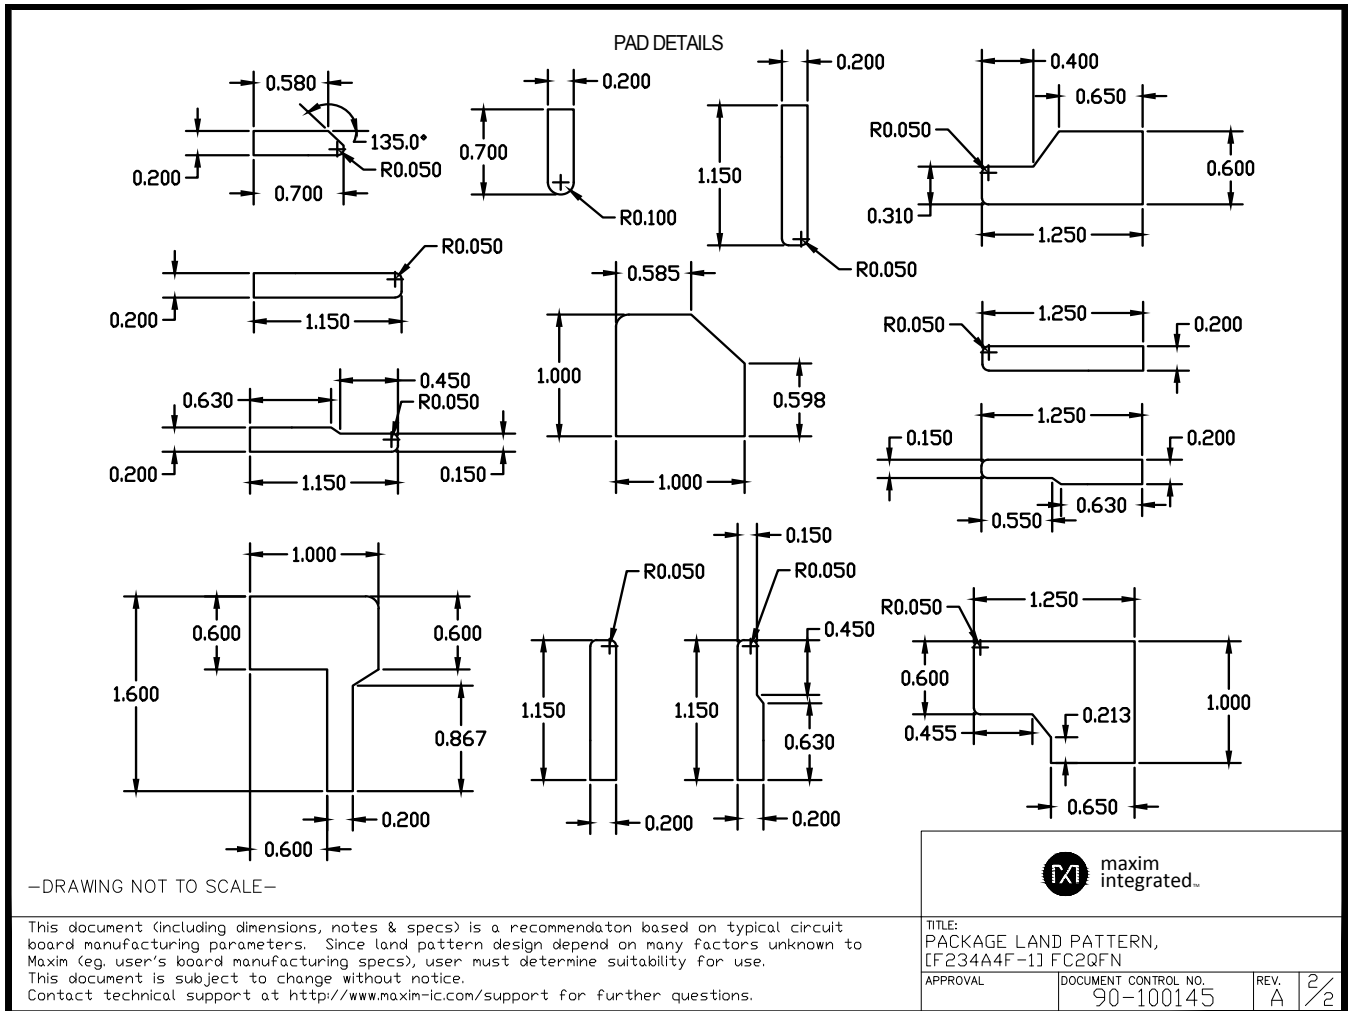 PAD DETAILS
0.580
135.0°
R0.050
0.200
0.700
0.200
0.700
R0.100
0.200
1.150
R0.050
0.400
0.650
R0.050
0.600
0.310
1.250
R0.050
0.200
1.150
0.585
1.000
0.598
1.000
1.250
R0.050
0.200
0.450
0.630
R0.050
0.200
1.150
0.150
1.250
0.150
0.200
0.630
0.550
1.000
0.600
0.600
1.600
0.867
0.200
0.600
R0.050
1.150
0.200
0.150
R0.050
0.450
1.150
0.630
0.200
1.250
R0.050
0.600
1.000
0.213
0.455
0.650
-DRAWING NOT TO SCALE-
This document (including dimensions, notes & specs) is a recommendaton based on typical circuit
board manufacturing parameters. Since land pattern design depend on many factors unknown to
Maxim (eg. user's board manufacturing specs), user must determine suitability for use.
This document is subject to change without notice.
Contact technical support at http://www.maxim-ic.com/support for further questions.
maxim
integrated™
TITLE:
PACKAGE LAND PATTERN,
[F234A4F-1] FC2QFN
APPROVAL
DOCUMENT CONTROL NO.
90-100145
REV.
A
2/2